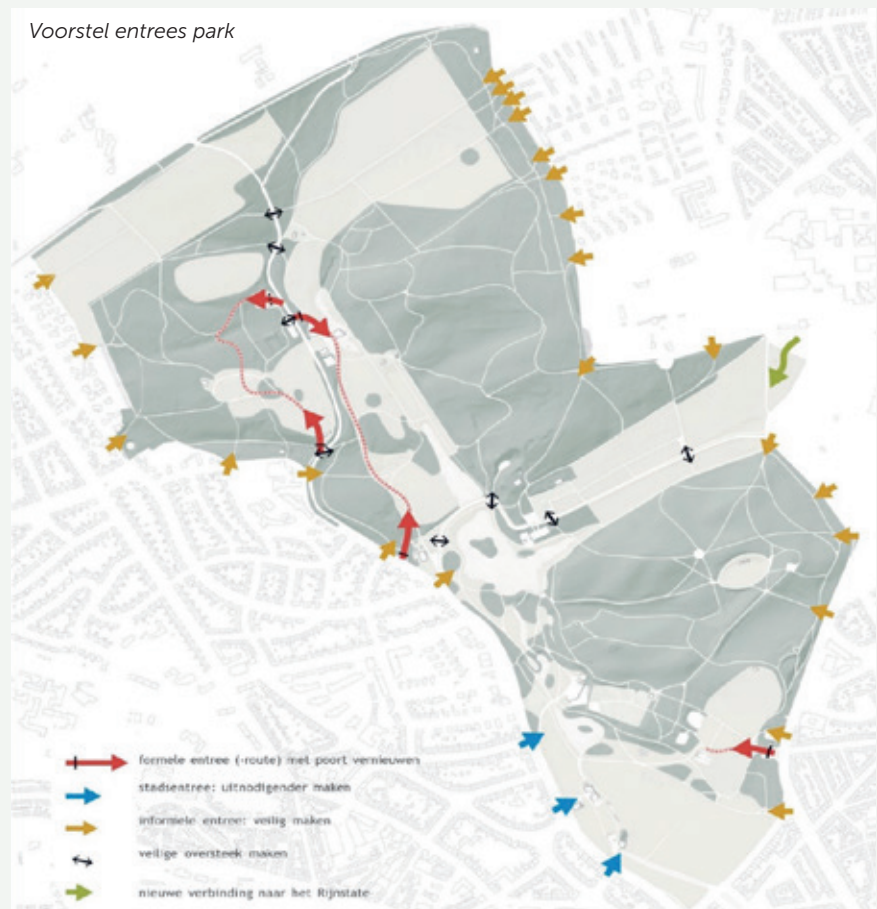 Voorstel entrees park
formele entree (-route) met poort vernieuwen
stadsentree: uitnodigender maken
informele entree: veilig maken
veilige oversteek maken
nieuwe verbinding naar het Rijnstate